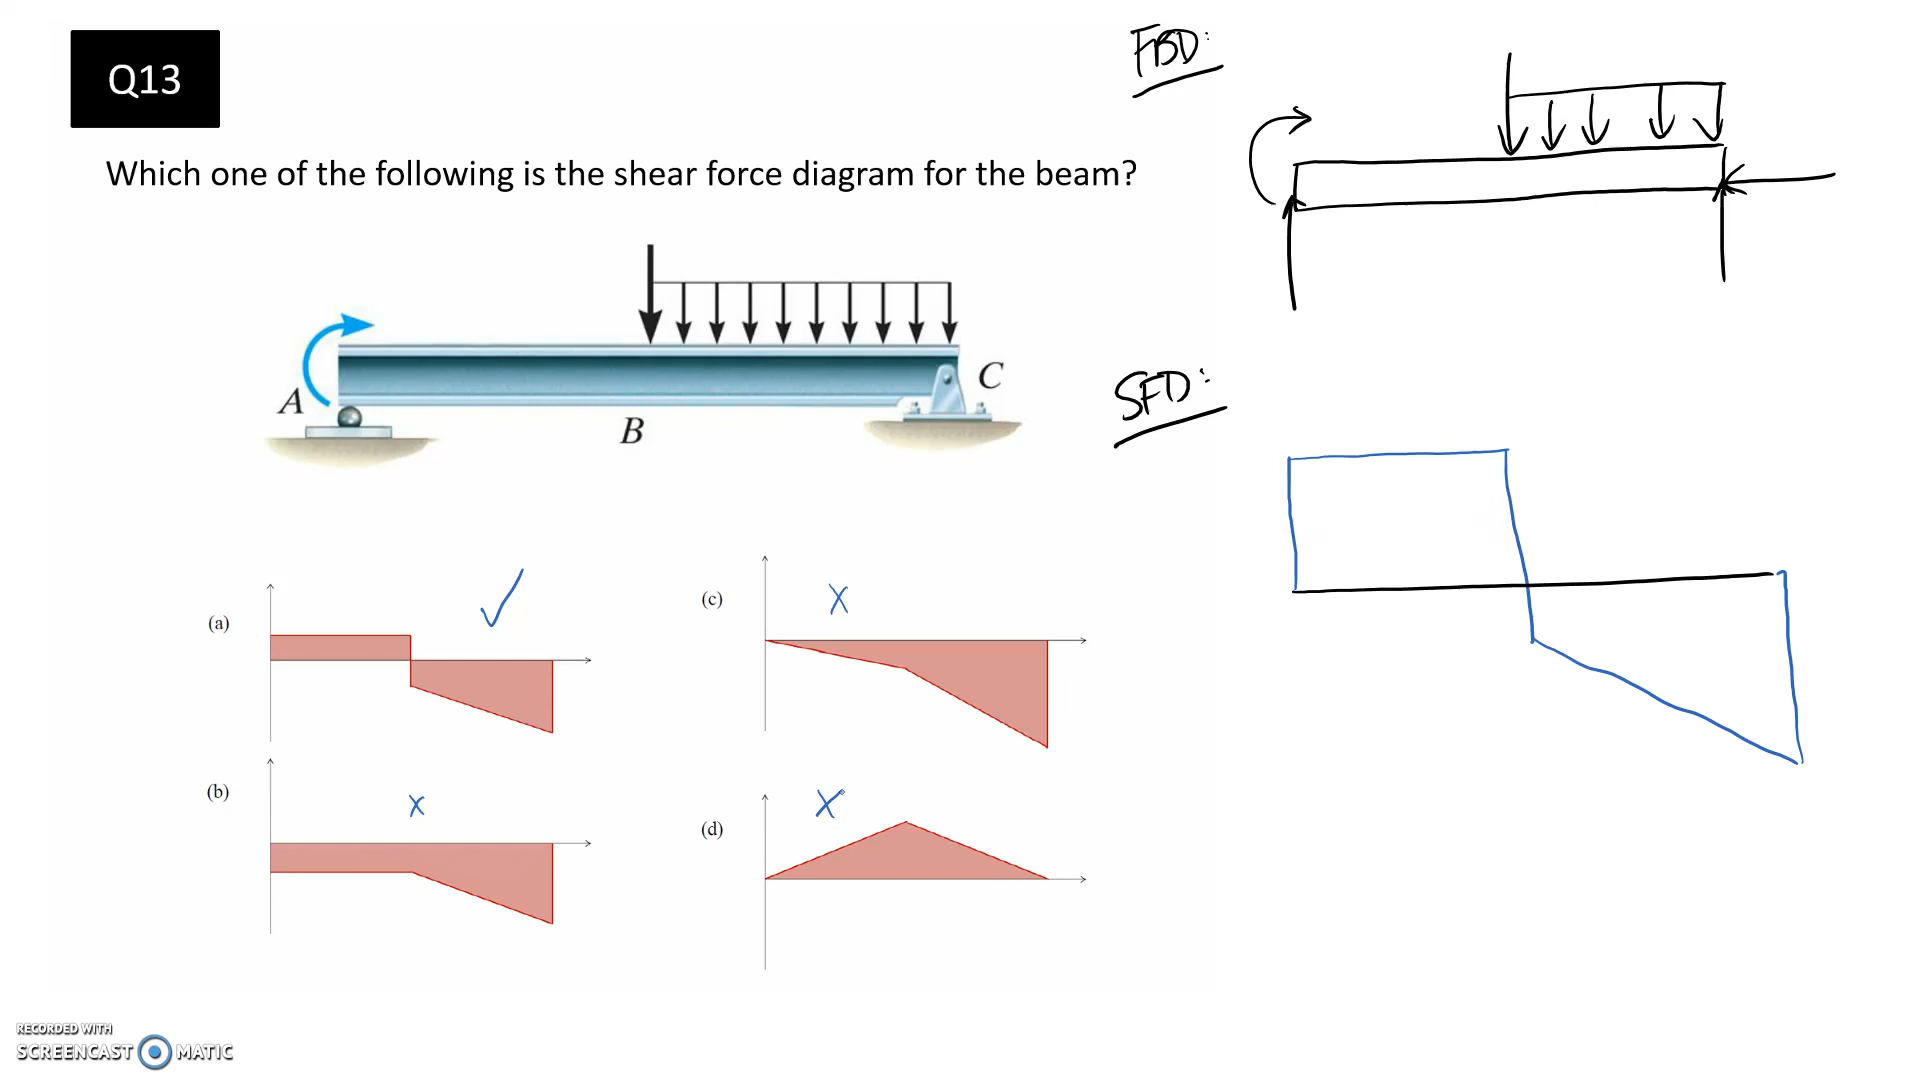 Q13
FBD:
Which one of the following is the shear force diagram for the beam?
A
B
C
SFD:
(a)
✓
(c)
X
(b)
x
(d)
X
RECORDED WITH
SCREENCAST MATIC